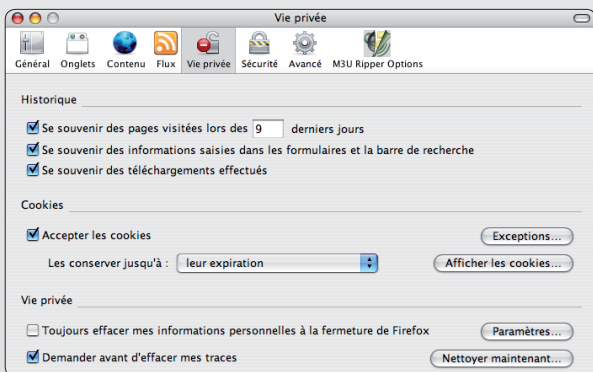 Vie privée
Général Onglets Contenu Flux Vie privée Sécurité Avancé M3U Ripper Options
Historique
Se souvenir des pages visitées lors des 9 derniers jours
Se souvenir des informations saisies dans les formulaires et la barre de recherche
Se souvenir des téléchargements effectués
Cookies
Accepter les cookies Exceptions...
Les conserver jusqu'à : leur expiration Afficher les cookies...
Vie privée
Toujours effacer mes informations personnelles à la fermeture de Firefox Paramètres...
Demander avant d'effacer mes traces Nettoyer maintenant...